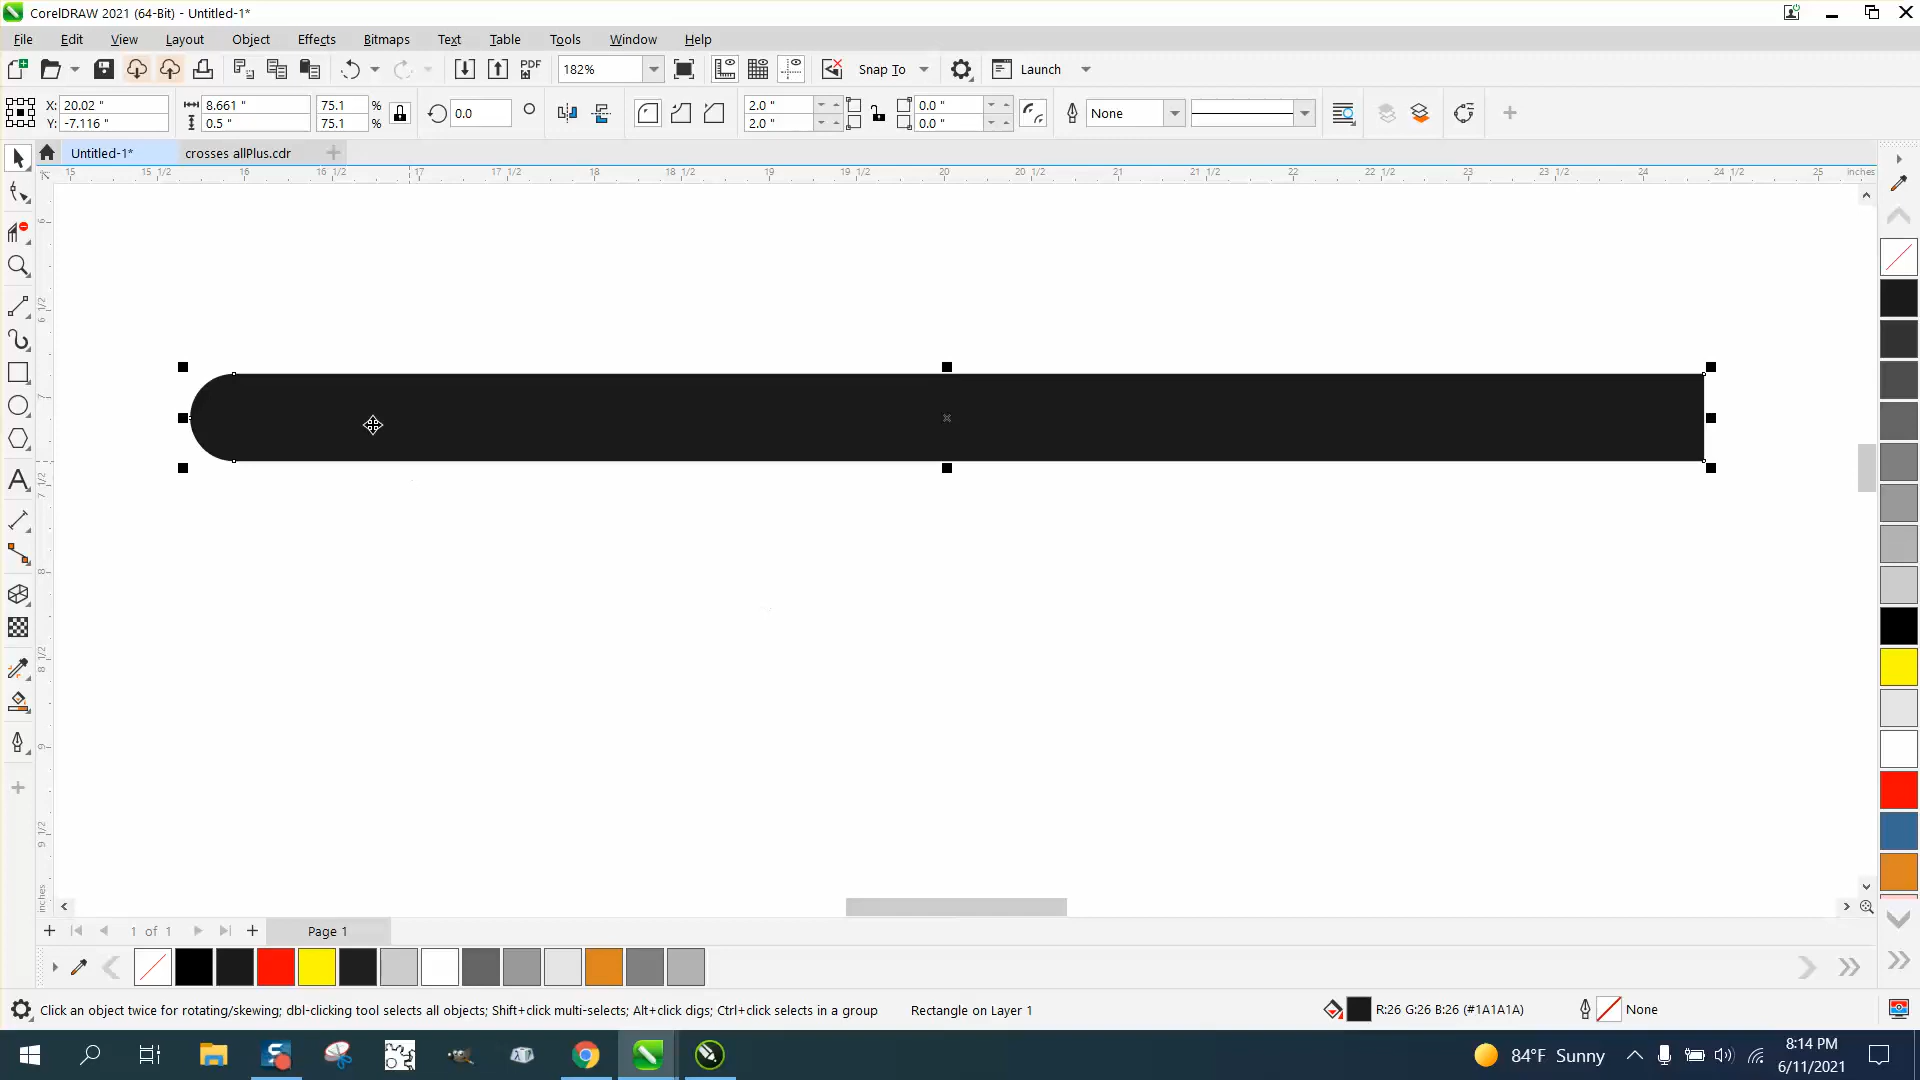 CorelDRAW 2021 (64-Bit) - Untitled-1*
File Edit View Layout Object Effects Bitmaps Text Table Tools Window Help
PDF 182% Snap To Launch
X: 20.02 " 8.661 " 75.1 % 0.0 2.0 " 0.0 " None
Y: -7.116 " 0.5 " 75.1 % 2.0 " 0.0 "
Untitled-1* crosses allPlus.cdr
15 15 1/2 16 16 1/2 17 17 1/2 18 18 1/2 19 19 1/2 20 20 1/2 21 21 1/2 22 22 1/2 23 23 1/2 24 24 1/2 25 inches
6
6 1/2
7
7 1/2
8
8 1/2
9
9 1/2
inches
1 of 1 Page 1
Click an object twice for rotating/skewing; dbl-clicking tool selects all objects; Shift+click multi-selects; Alt+click digs; Ctrl+click selects in a group Rectangle on Layer 1 R:26 G:26 B:26 (#1A1A1A) None
84°F Sunny 8:14 PM
6/11/2021